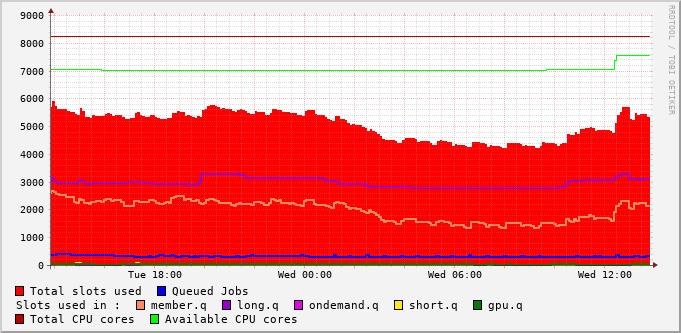 9000
8000
7000
6000
5000
4000
3000
2000
1000
0
Tue 18:00 Wed 00:00 Wed 06:00 Wed 12:00
RRDTOOL / TOBI OETIKER
Total slots used Queued Jobs
Slots used in : member.q long.q ondemand.q short.q gpu.q
Total CPU cores Available CPU cores